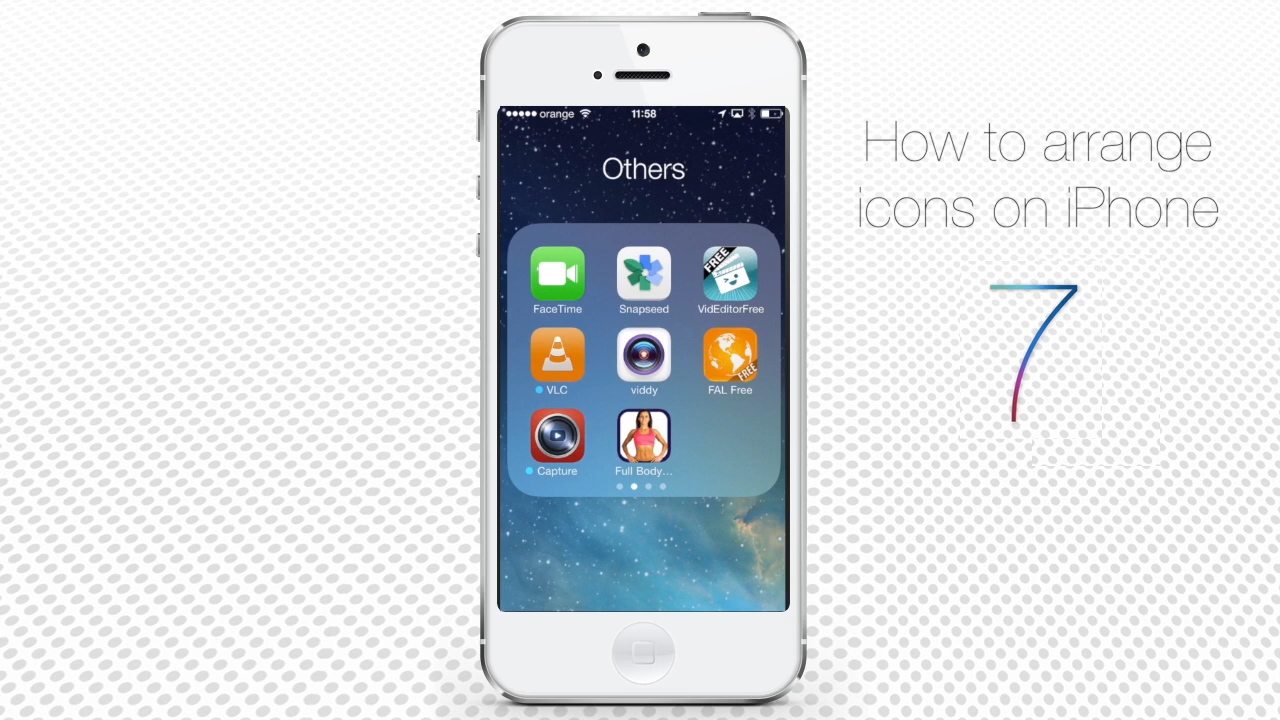 orange 11:58
Others
FREE
FaceTime Snapseed VidEditorFree
FREE
VLC viddy FAL Free
Capture Full Body...
How to arrange
icons on iPhone
7